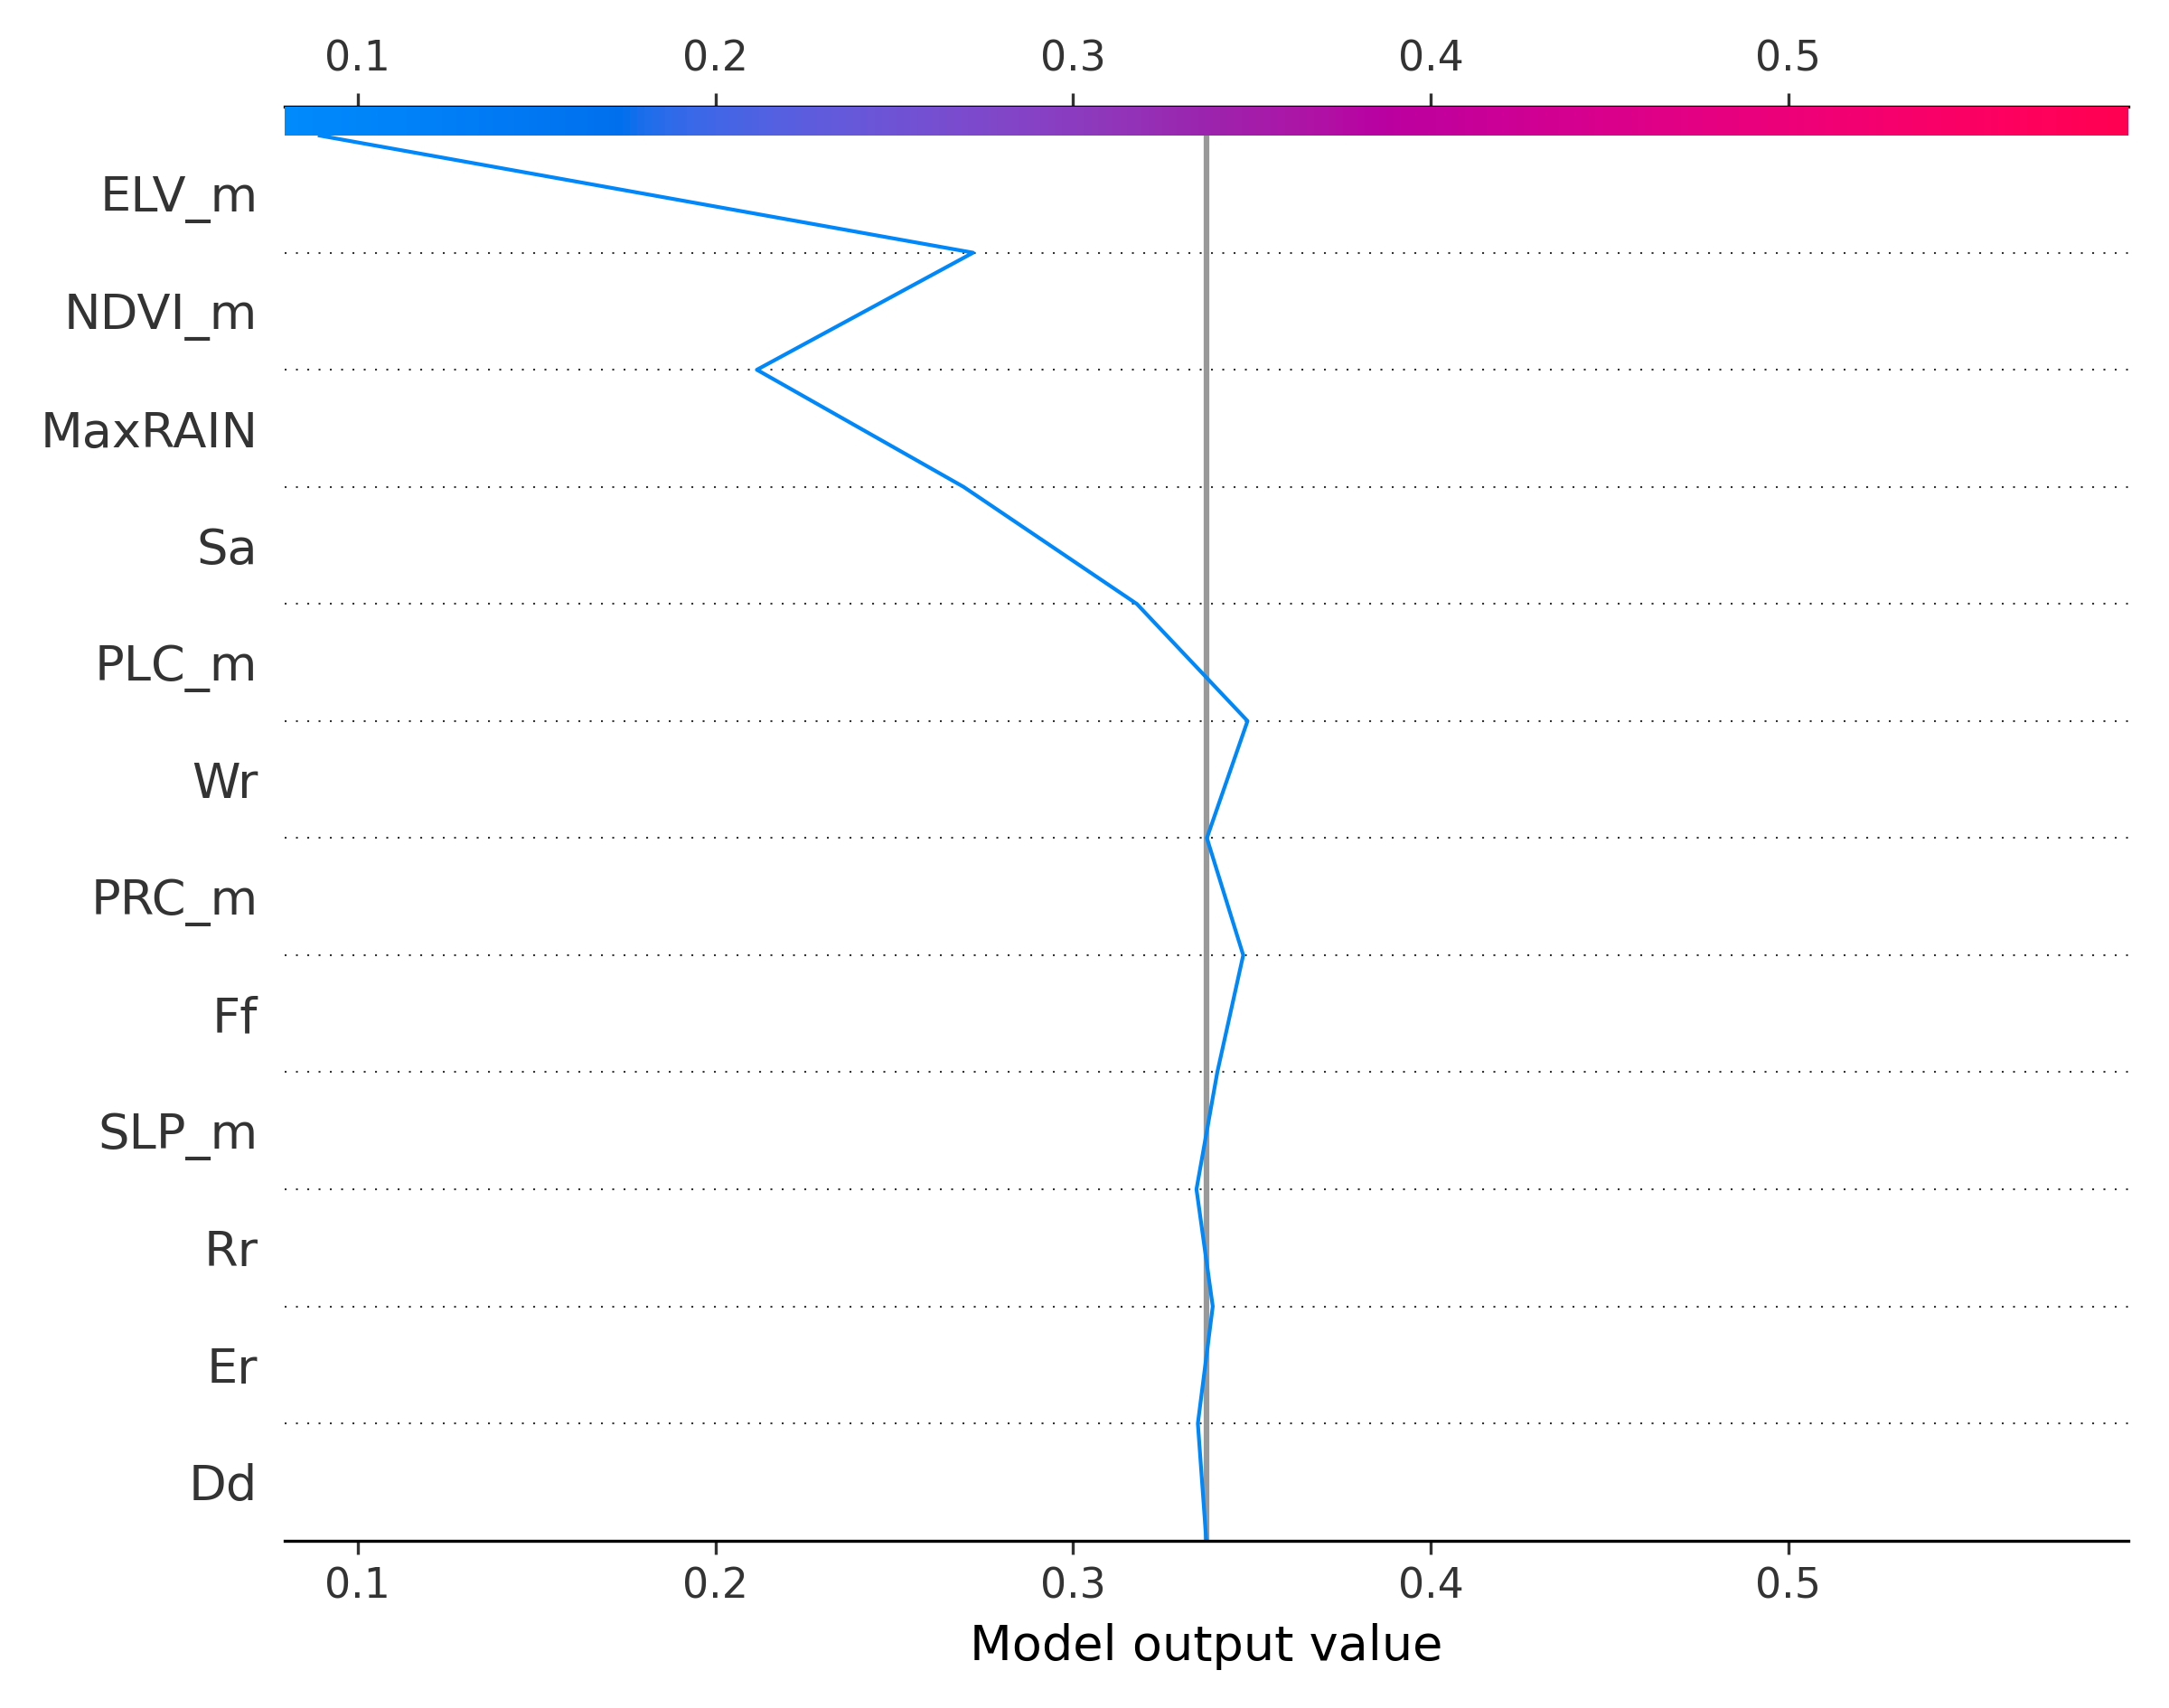 0.1 0.2 0.3 0.4 0.5
ELV_m
NDVI_m
MaxRAIN
Sa
PLC_m
Wr
PRC_m
Ff
SLP_m
Rr
Er
Dd
0.1 0.2 0.3 0.4 0.5
Model output value